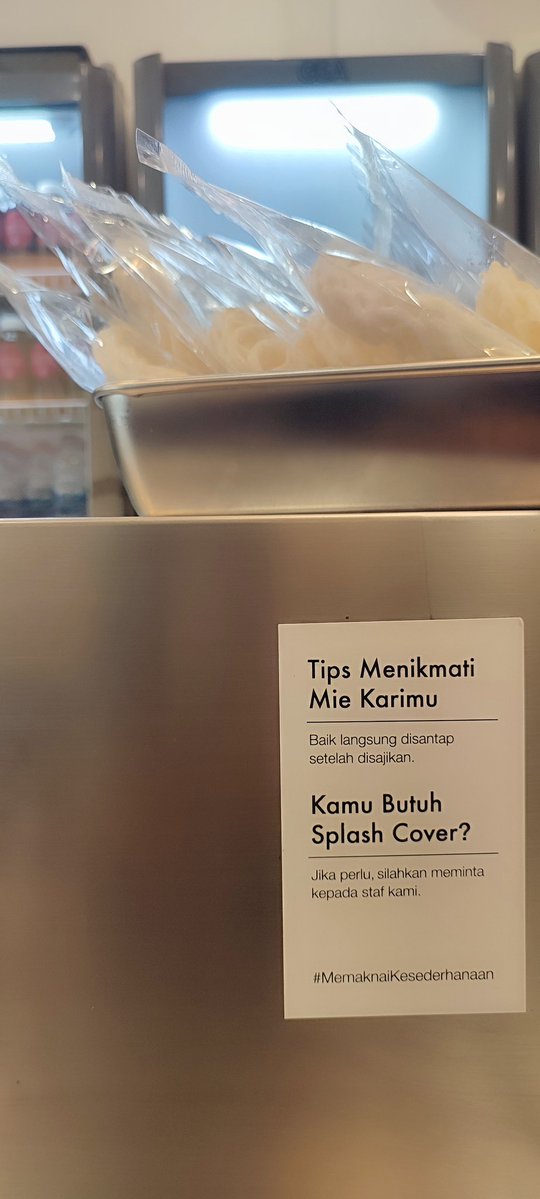 Tips Menikmati
Mie Karimu
Baik langsung disantap
setelah disajikan.
Kamu Butuh
Splash Cover?
Jika perlu, silahkan meminta
kepada staf kami.
#MemaknaiKesederhanaan